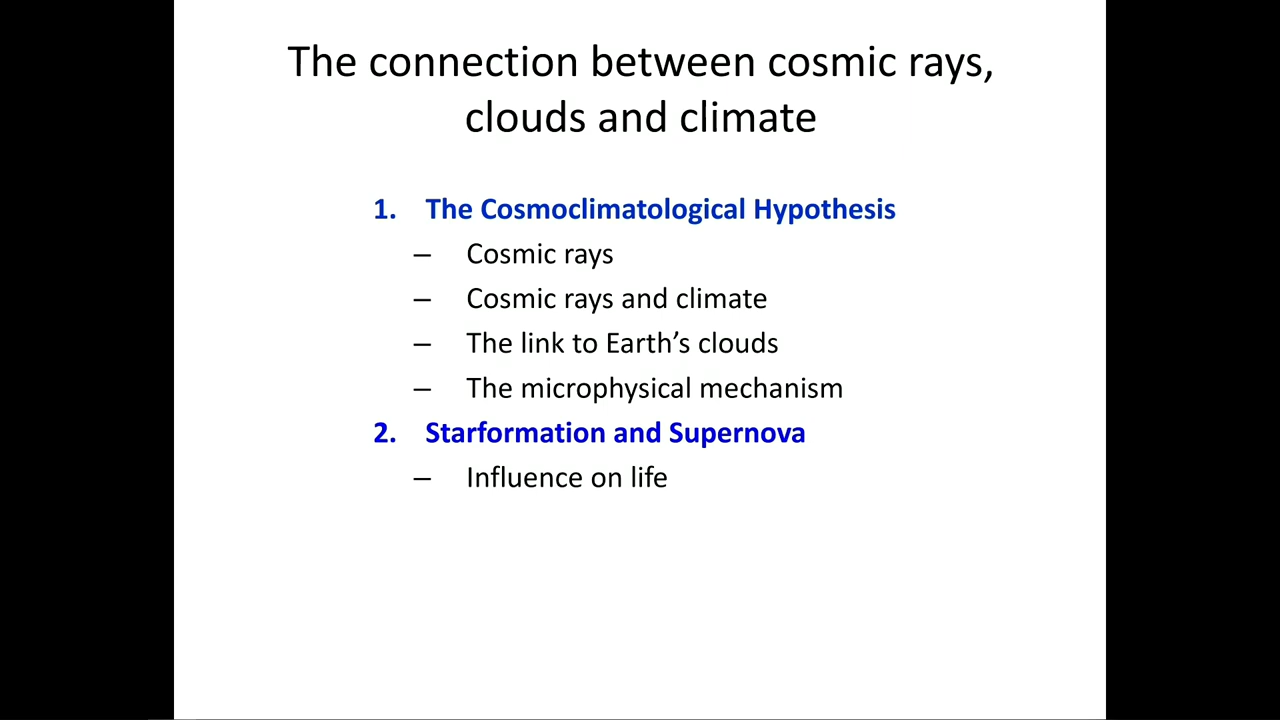 The connection between cosmic rays,
clouds and climate
1. The Cosmoclimatological Hypothesis
– Cosmic rays
– Cosmic rays and climate
– The link to Earth’s clouds
– The microphysical mechanism
2. Starformation and Supernova
– Influence on life